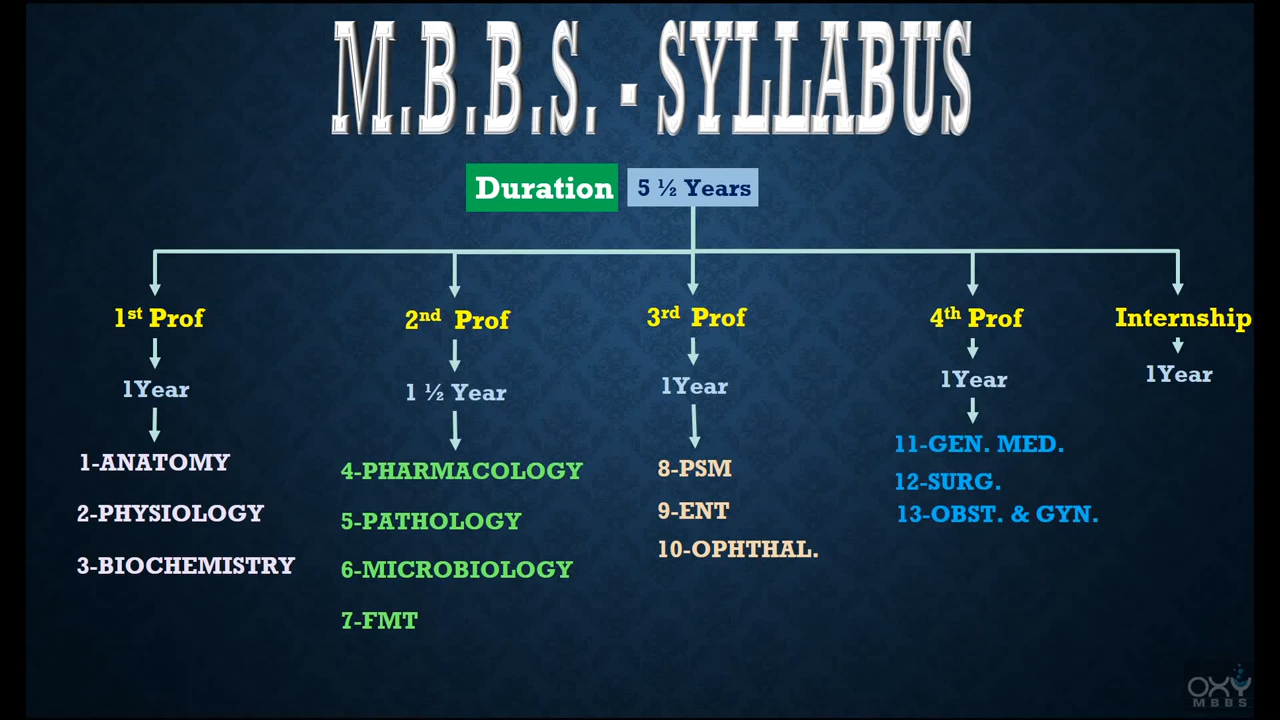 M.B.B.S. - SYLLABUS
Duration 5 ½ Years
1st Prof
1Year
1-ANATOMY
2-PHYSIOLOGY
3-BIOCHEMISTRY
2nd Prof
1 ½ Year
4-PHARMACOLOGY
5-PATHOLOGY
6-MICROBIOLOGY
7-FMT
3rd Prof
1Year
8-PSM
9-ENT
10-OPHTHAL.
4th Prof
1Year
11-GEN. MED.
12-SURG.
13-OBST. & GYN.
Internship
1Year
OXY
MBBS